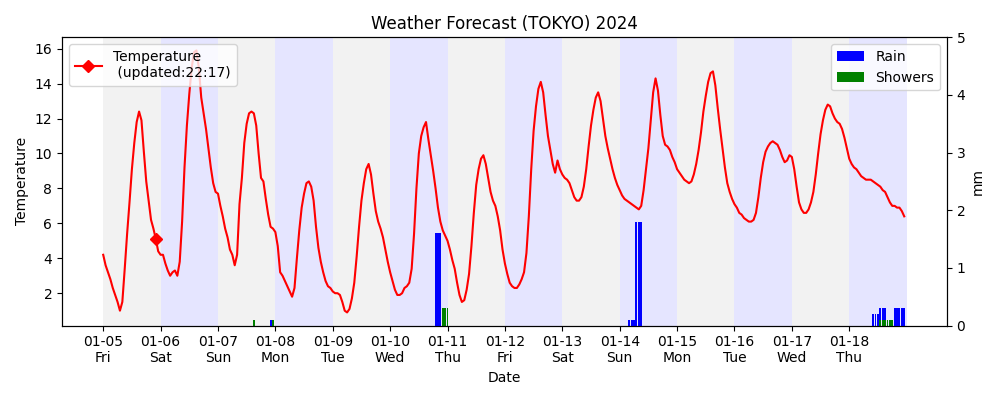 Weather Forecast (TOKYO) 2024
Temperature
(updated:22:17)
Rain
Showers
16
14
12
10
8
6
4
2
Temperature
5
4
3
2
1
0
mm
01-05 01-06 01-07 01-08 01-09 01-10 01-11 01-12 01-13 01-14 01-15 01-16 01-17 01-18
Fri Sat Sun Mon Tue Wed Thu Fri Sat Sun Mon Tue Wed Thu
Date